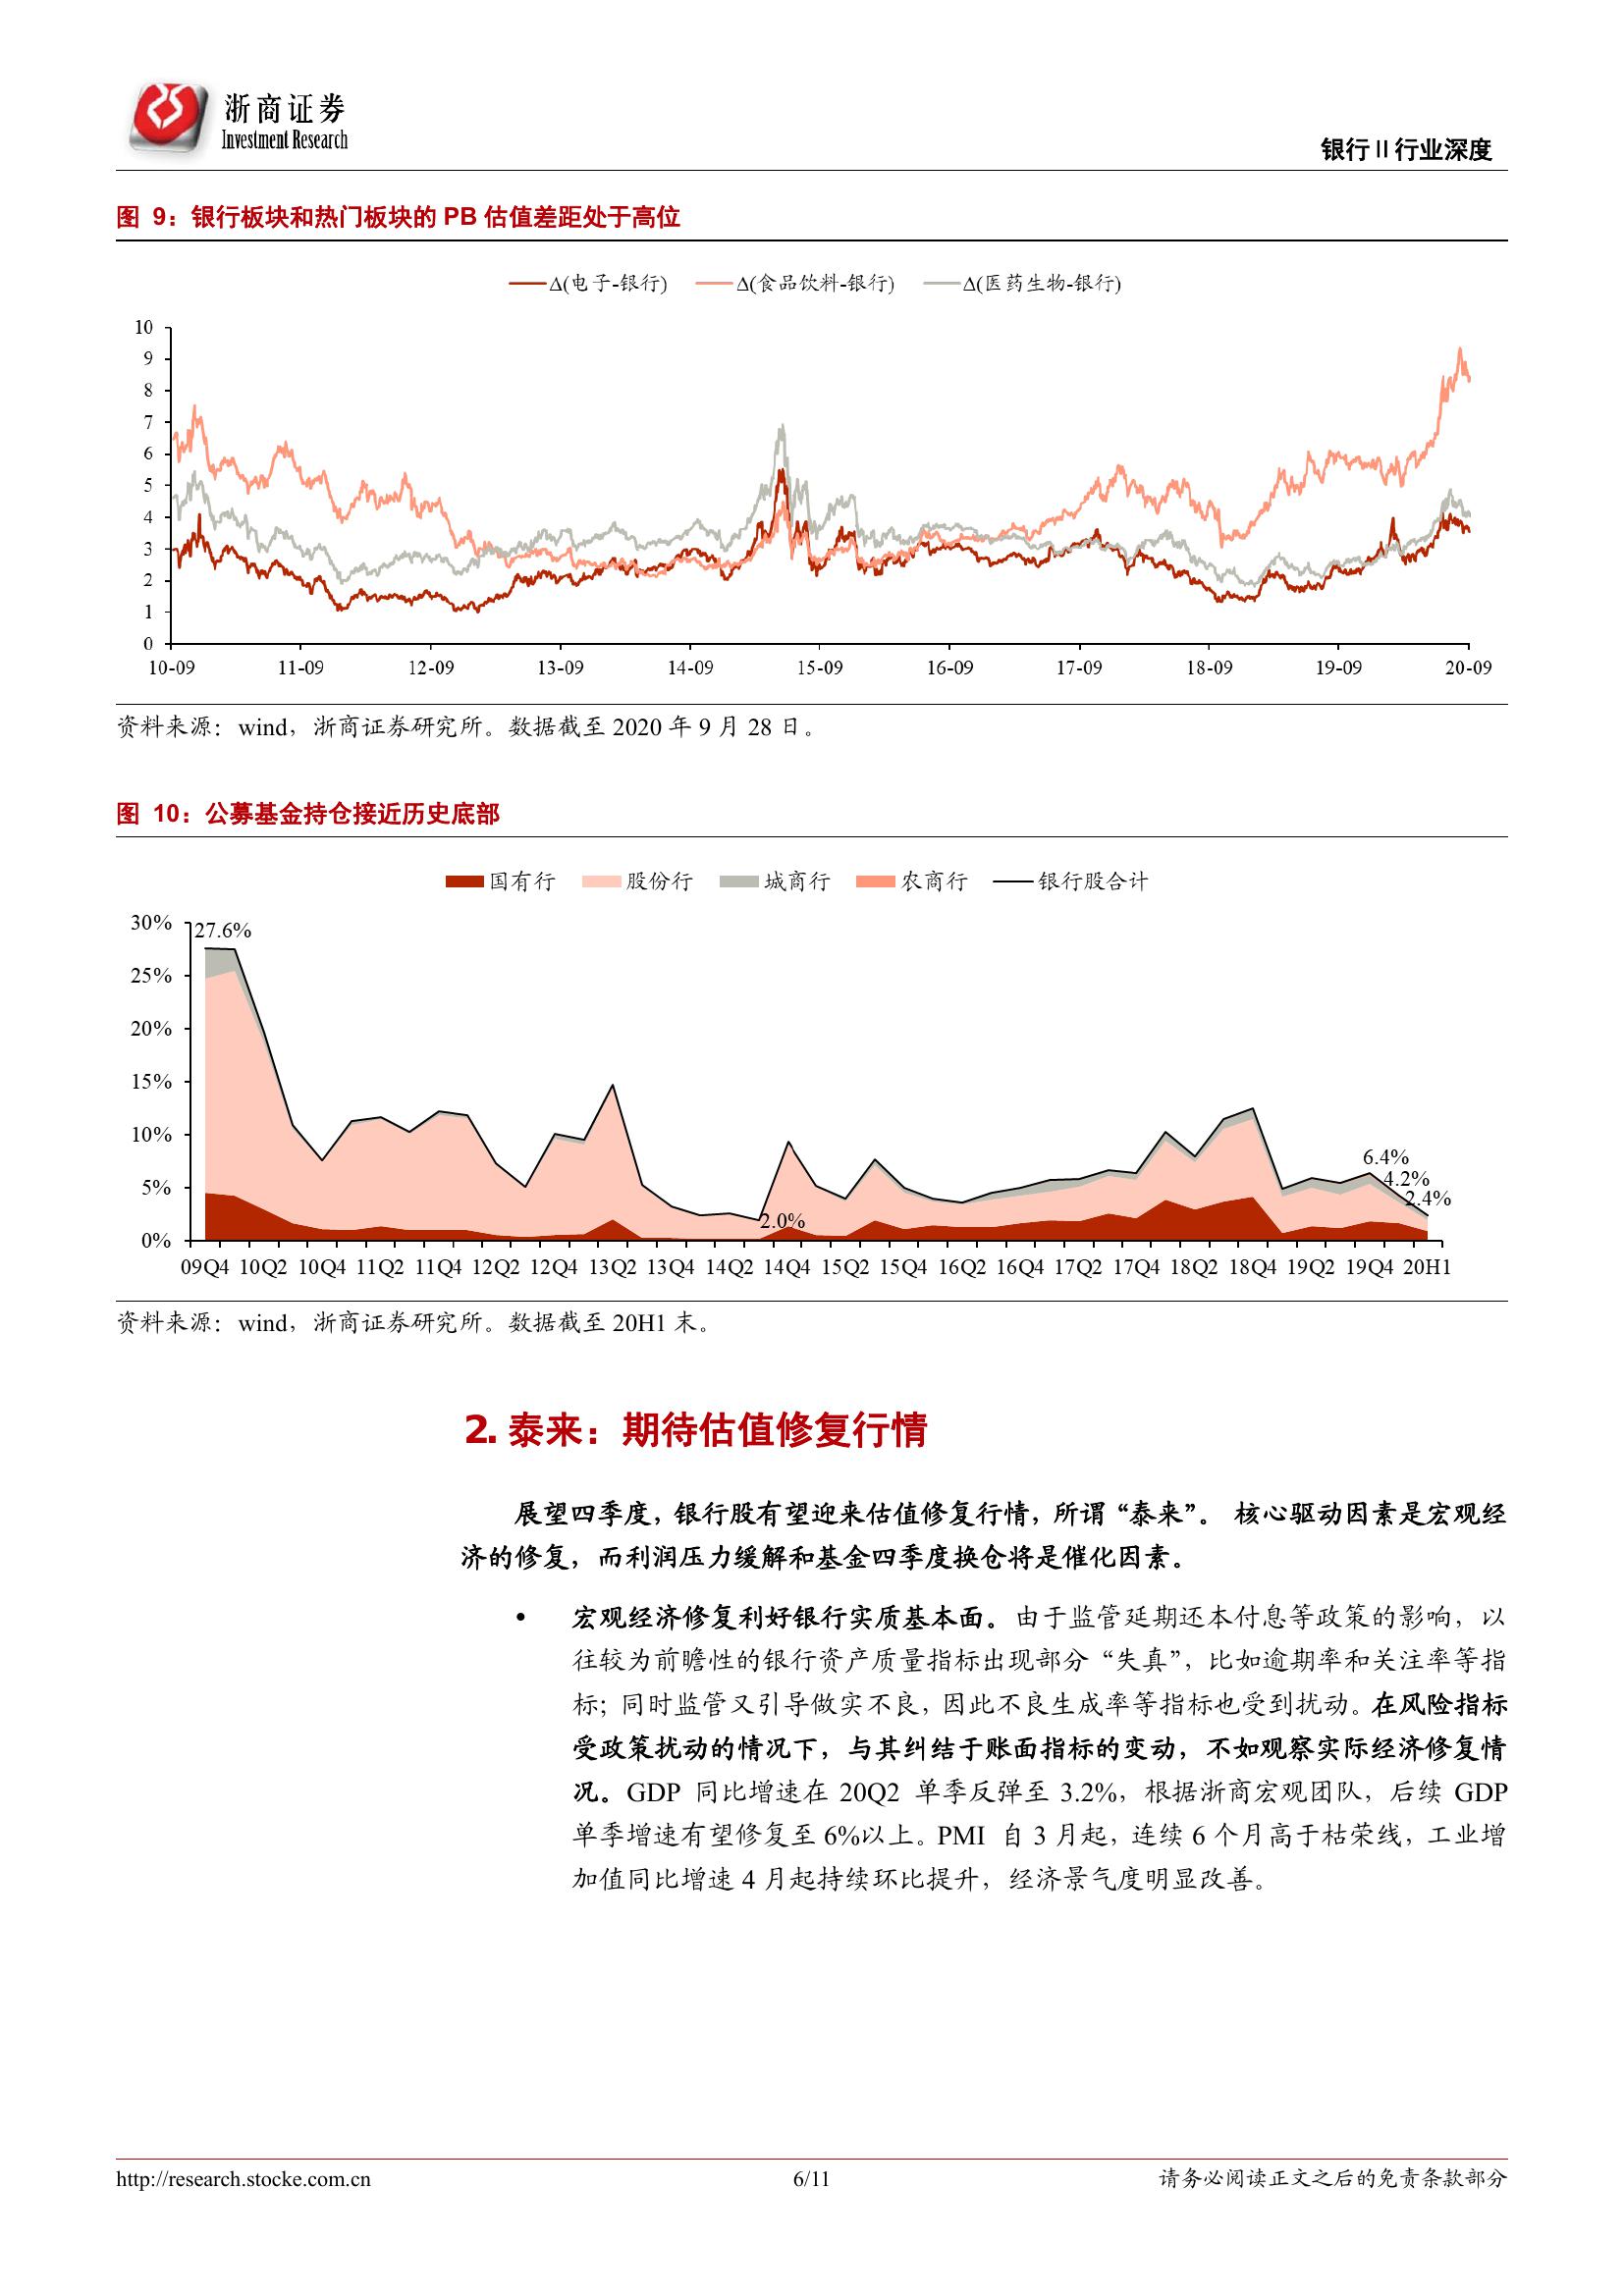 浙商证券
Investment Research
银行Ⅱ行业深度
图 9：银行板块和热门板块的 PB 估值差距处于高位
Δ(电子-银行) Δ(食品饮料-银行) Δ(医药生物-银行)
10
9
8
7
6
5
4
3
2
1
0
10-09 11-09 12-09 13-09 14-09 15-09 16-09 17-09 18-09 19-09 20-09
资料来源：wind，浙商证券研究所。数据截至 2020 年 9 月 28 日。
图 10：公募基金持仓接近历史底部
国有行 股份行 城商行 农商行 银行股合计
30%
27.6%
25%
20%
15%
10%
6.4%
4.2%
5%
2.4%
2.0%
0%
09Q4 10Q2 10Q4 11Q2 11Q4 12Q2 12Q4 13Q2 13Q4 14Q2 14Q4 15Q2 15Q4 16Q2 16Q4 17Q2 17Q4 18Q2 18Q4 19Q2 19Q4 20H1
资料来源：wind，浙商证券研究所。数据截至 20H1 末。
2. 泰来：期待估值修复行情
展望四季度，银行股有望迎来估值修复行情，所谓“泰来”。 核心驱动因素是宏观经
济的修复，而利润压力缓解和基金四季度换仓将是催化因素。
• 宏观经济修复利好银行实质基本面。由于监管延期还本付息等政策的影响，以
往较为前瞻性的银行资产质量指标出现部分“失真”，比如逾期率和关注率等指
标；同时监管又引导做实不良，因此不良生成率等指标也受到扰动。在风险指标
受政策扰动的情况下，与其纠结于账面指标的变动，不如观察实际经济修复情
况。GDP 同比增速在 20Q2 单季反弹至 3.2%，根据浙商宏观团队，后续 GDP
单季增速有望修复至 6%以上。PMI 自 3 月起，连续 6 个月高于枯荣线，工业增
加值同比增速 4 月起持续环比提升，经济景气度明显改善。
http://research.stocke.com.cn 6/11 请务必阅读正文之后的免责条款部分